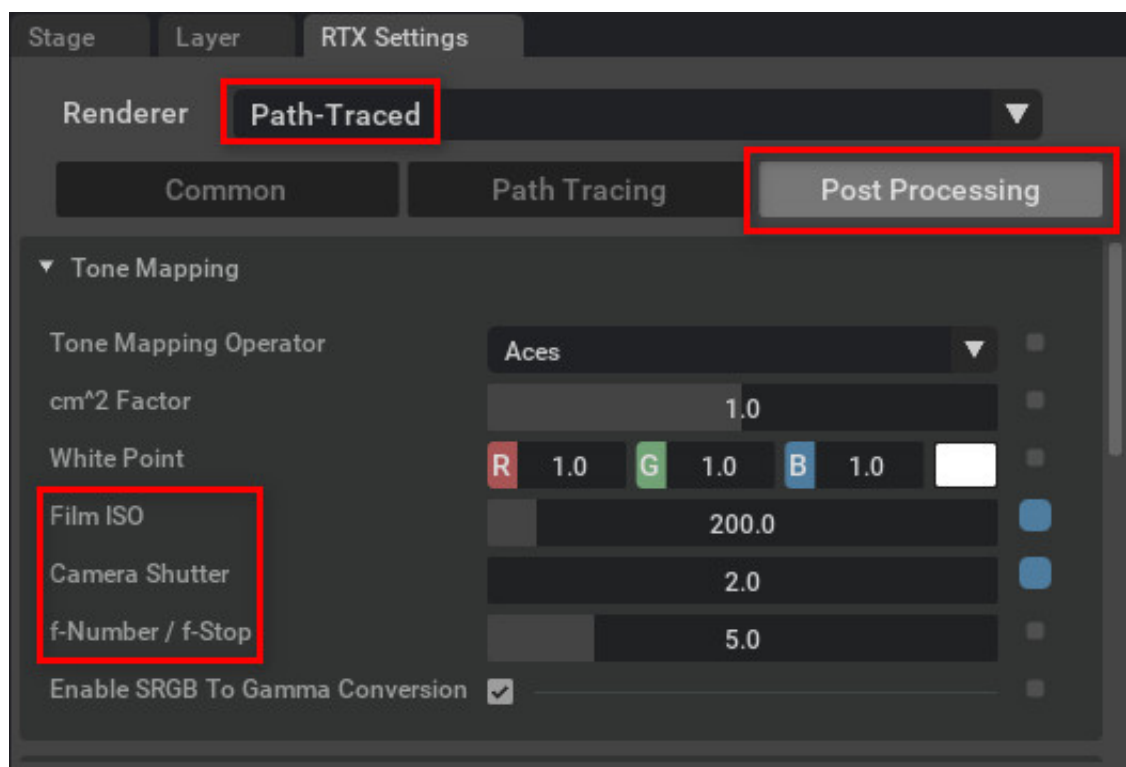 Stage Layer RTX Settings
Renderer Path-Traced
Common Path Tracing Post Processing
Tone Mapping
Tone Mapping Operator Aces
cm^2 Factor 1.0
White Point R 1.0 G 1.0 B 1.0
Film ISO 200.0
Camera Shutter 2.0
f-Number / f-Stop 5.0
Enable SRGB To Gamma Conversion